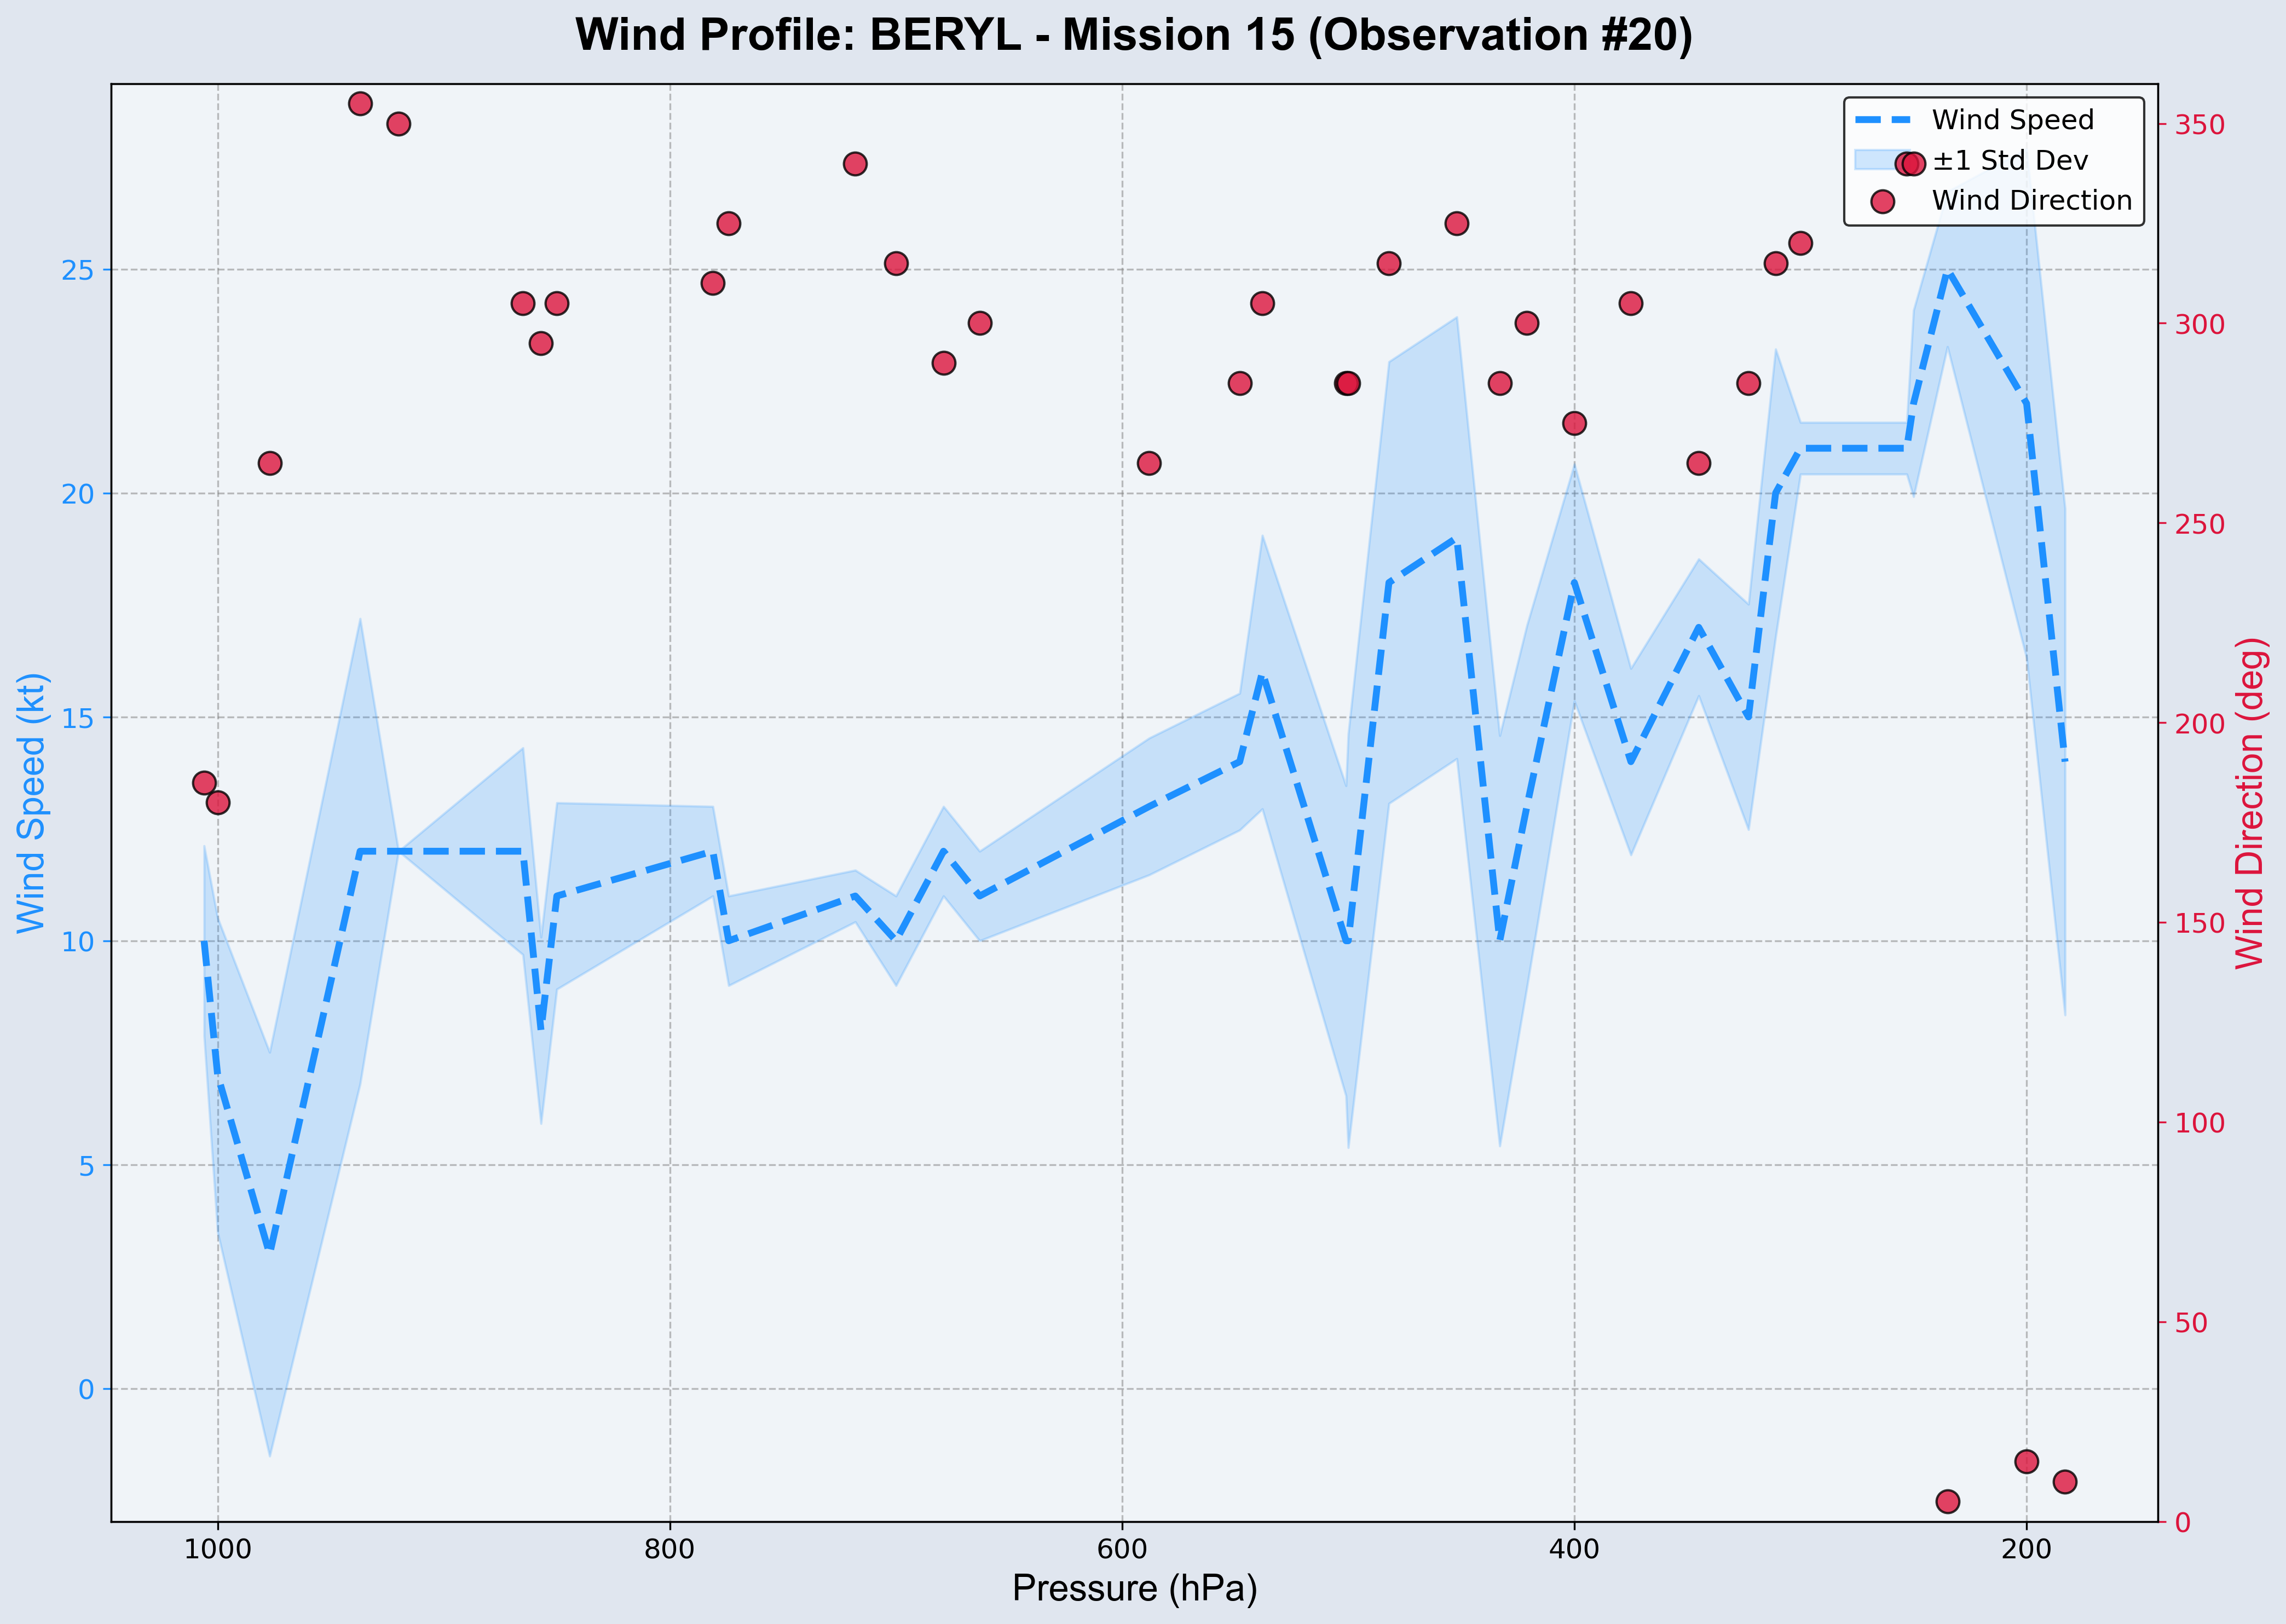 Wind Profile: BERYL - Mission 15 (Observation #20)
Wind Speed
±1 Std Dev
Wind Direction
Wind Speed (kt)
25
20
15
10
5
0
350
300
250
200
150
100
50
0
Wind Direction (deg)
1000 800 600 400 200
Pressure (hPa)